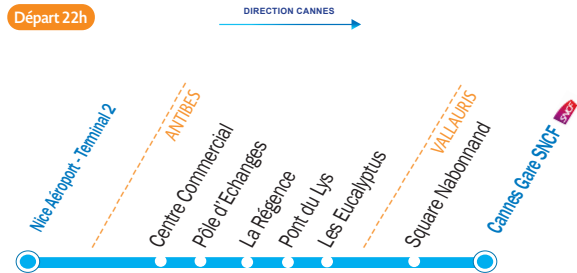 Départ 22h
DIRECTION CANNES
Nice Aéroport - Terminal 2
ANTIBES
Centre Commercial
Pôle d'Echanges
La Régence
Pont du Lys
Les Eucalyptus
VALLAURIS
Square Nabonnand
Cannes Gare SNCF
SNCF